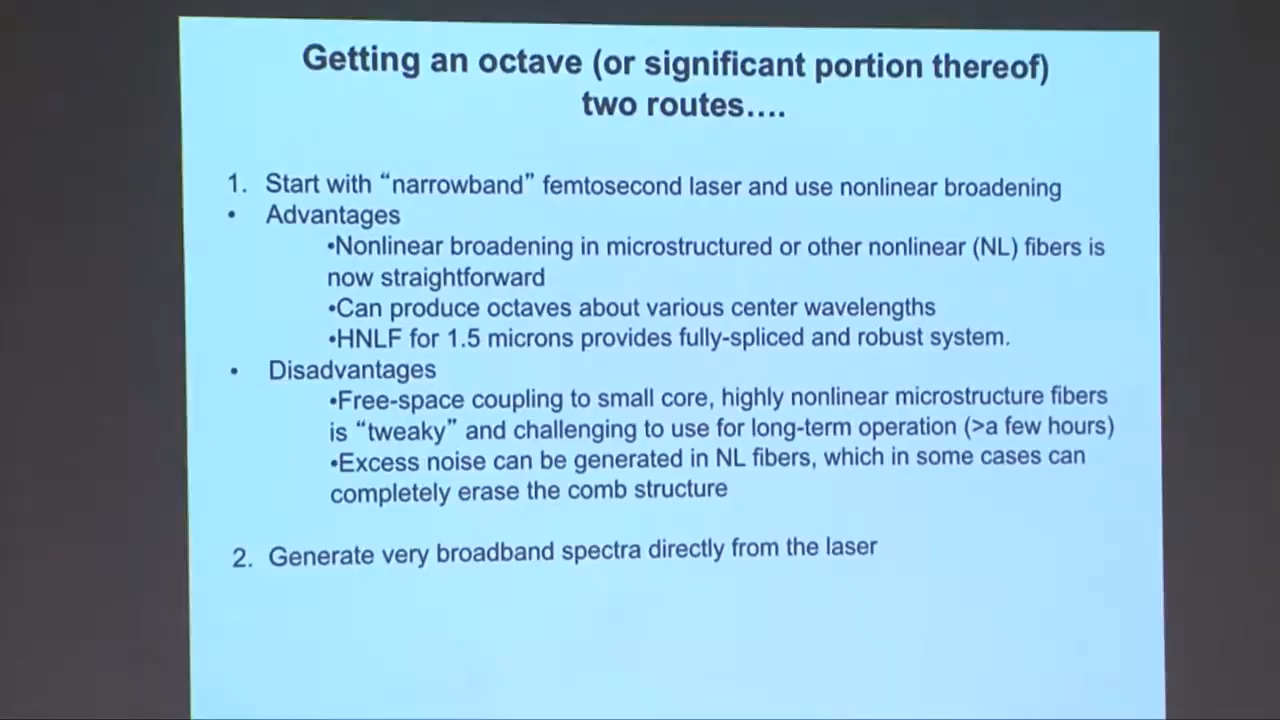 Getting an octave (or significant portion thereof)
two routes….
1. Start with “narrowband” femtosecond laser and use nonlinear broadening
• Advantages
•Nonlinear broadening in microstructured or other nonlinear (NL) fibers is
now straightforward
•Can produce octaves about various center wavelengths
•HNLF for 1.5 microns provides fully-spliced and robust system.
• Disadvantages
•Free-space coupling to small core, highly nonlinear microstructure fibers
is “tweaky” and challenging to use for long-term operation (>a few hours)
•Excess noise can be generated in NL fibers, which in some cases can
completely erase the comb structure
2. Generate very broadband spectra directly from the laser